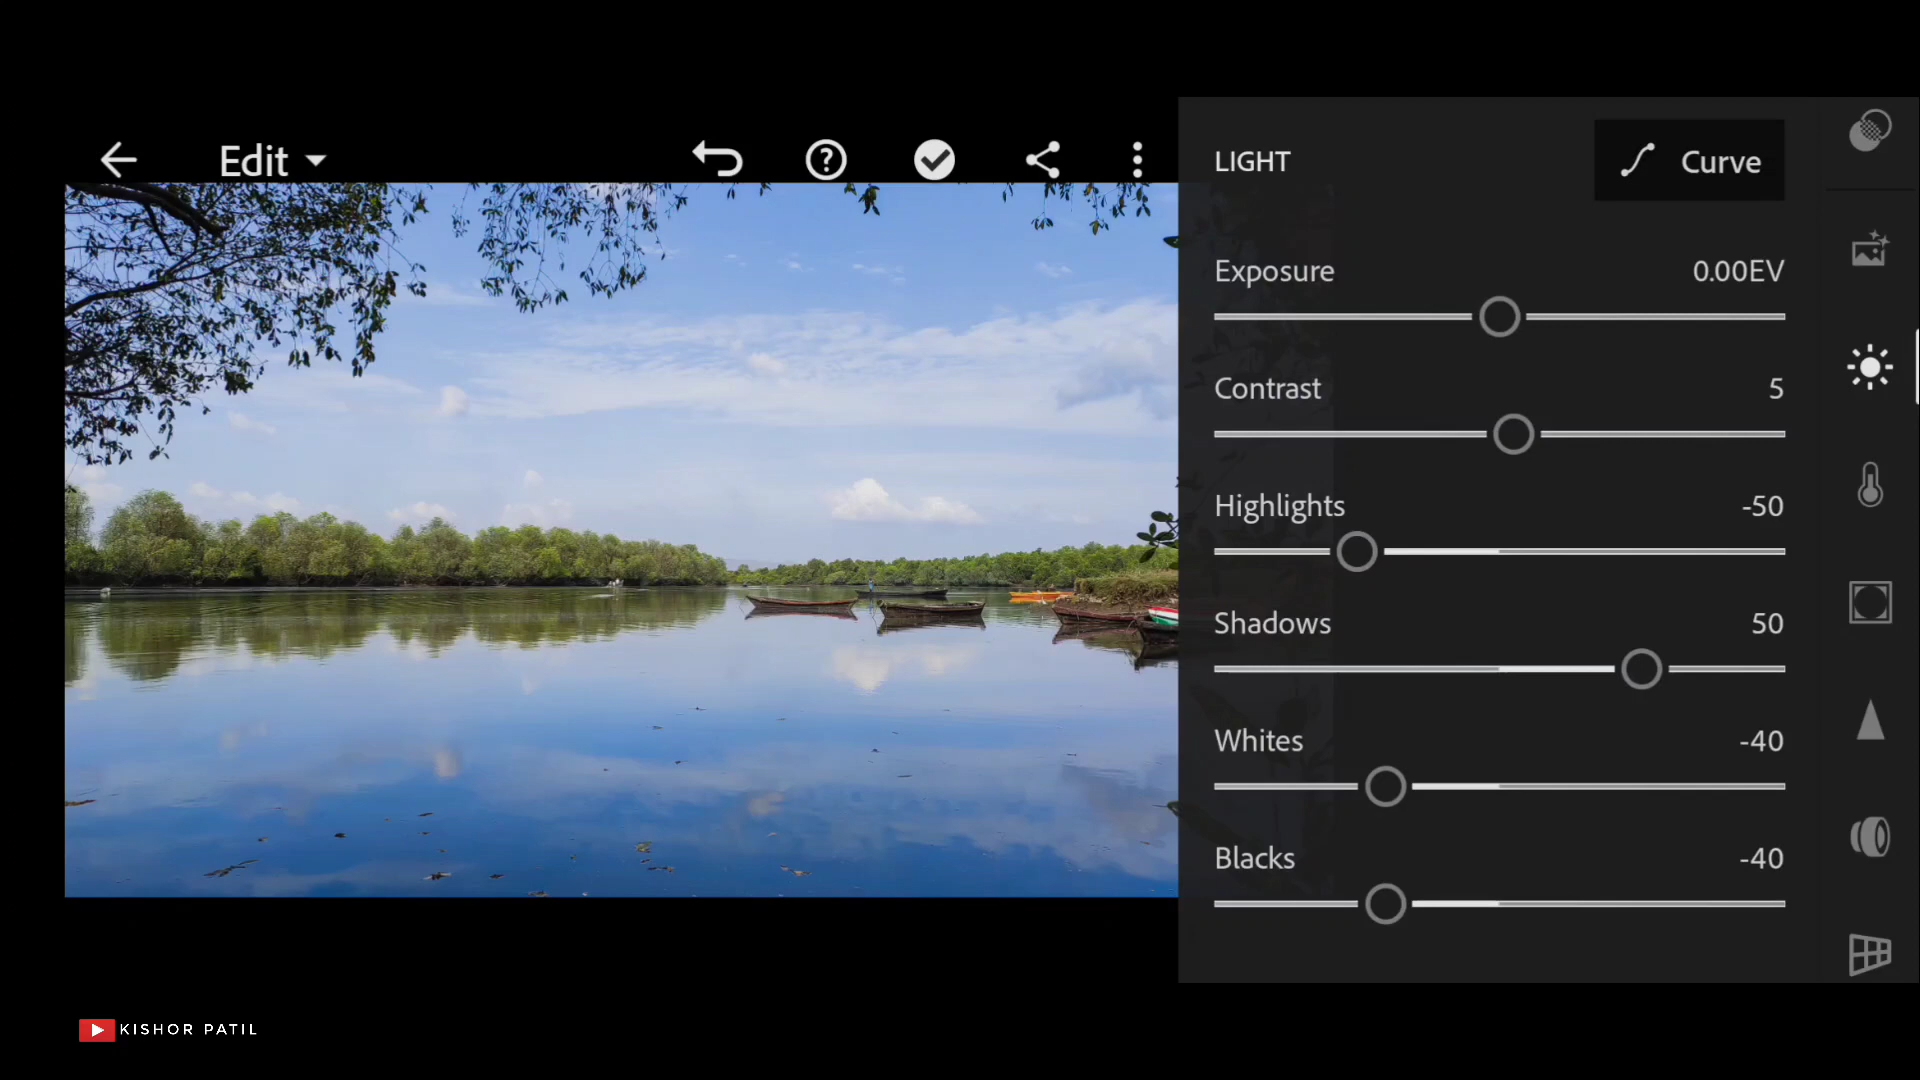 Edit
LIGHT
Curve
Exposure 0.00EV
Contrast 5
Highlights -50
Shadows 50
Whites -40
Blacks -40
KISHOR PATIL